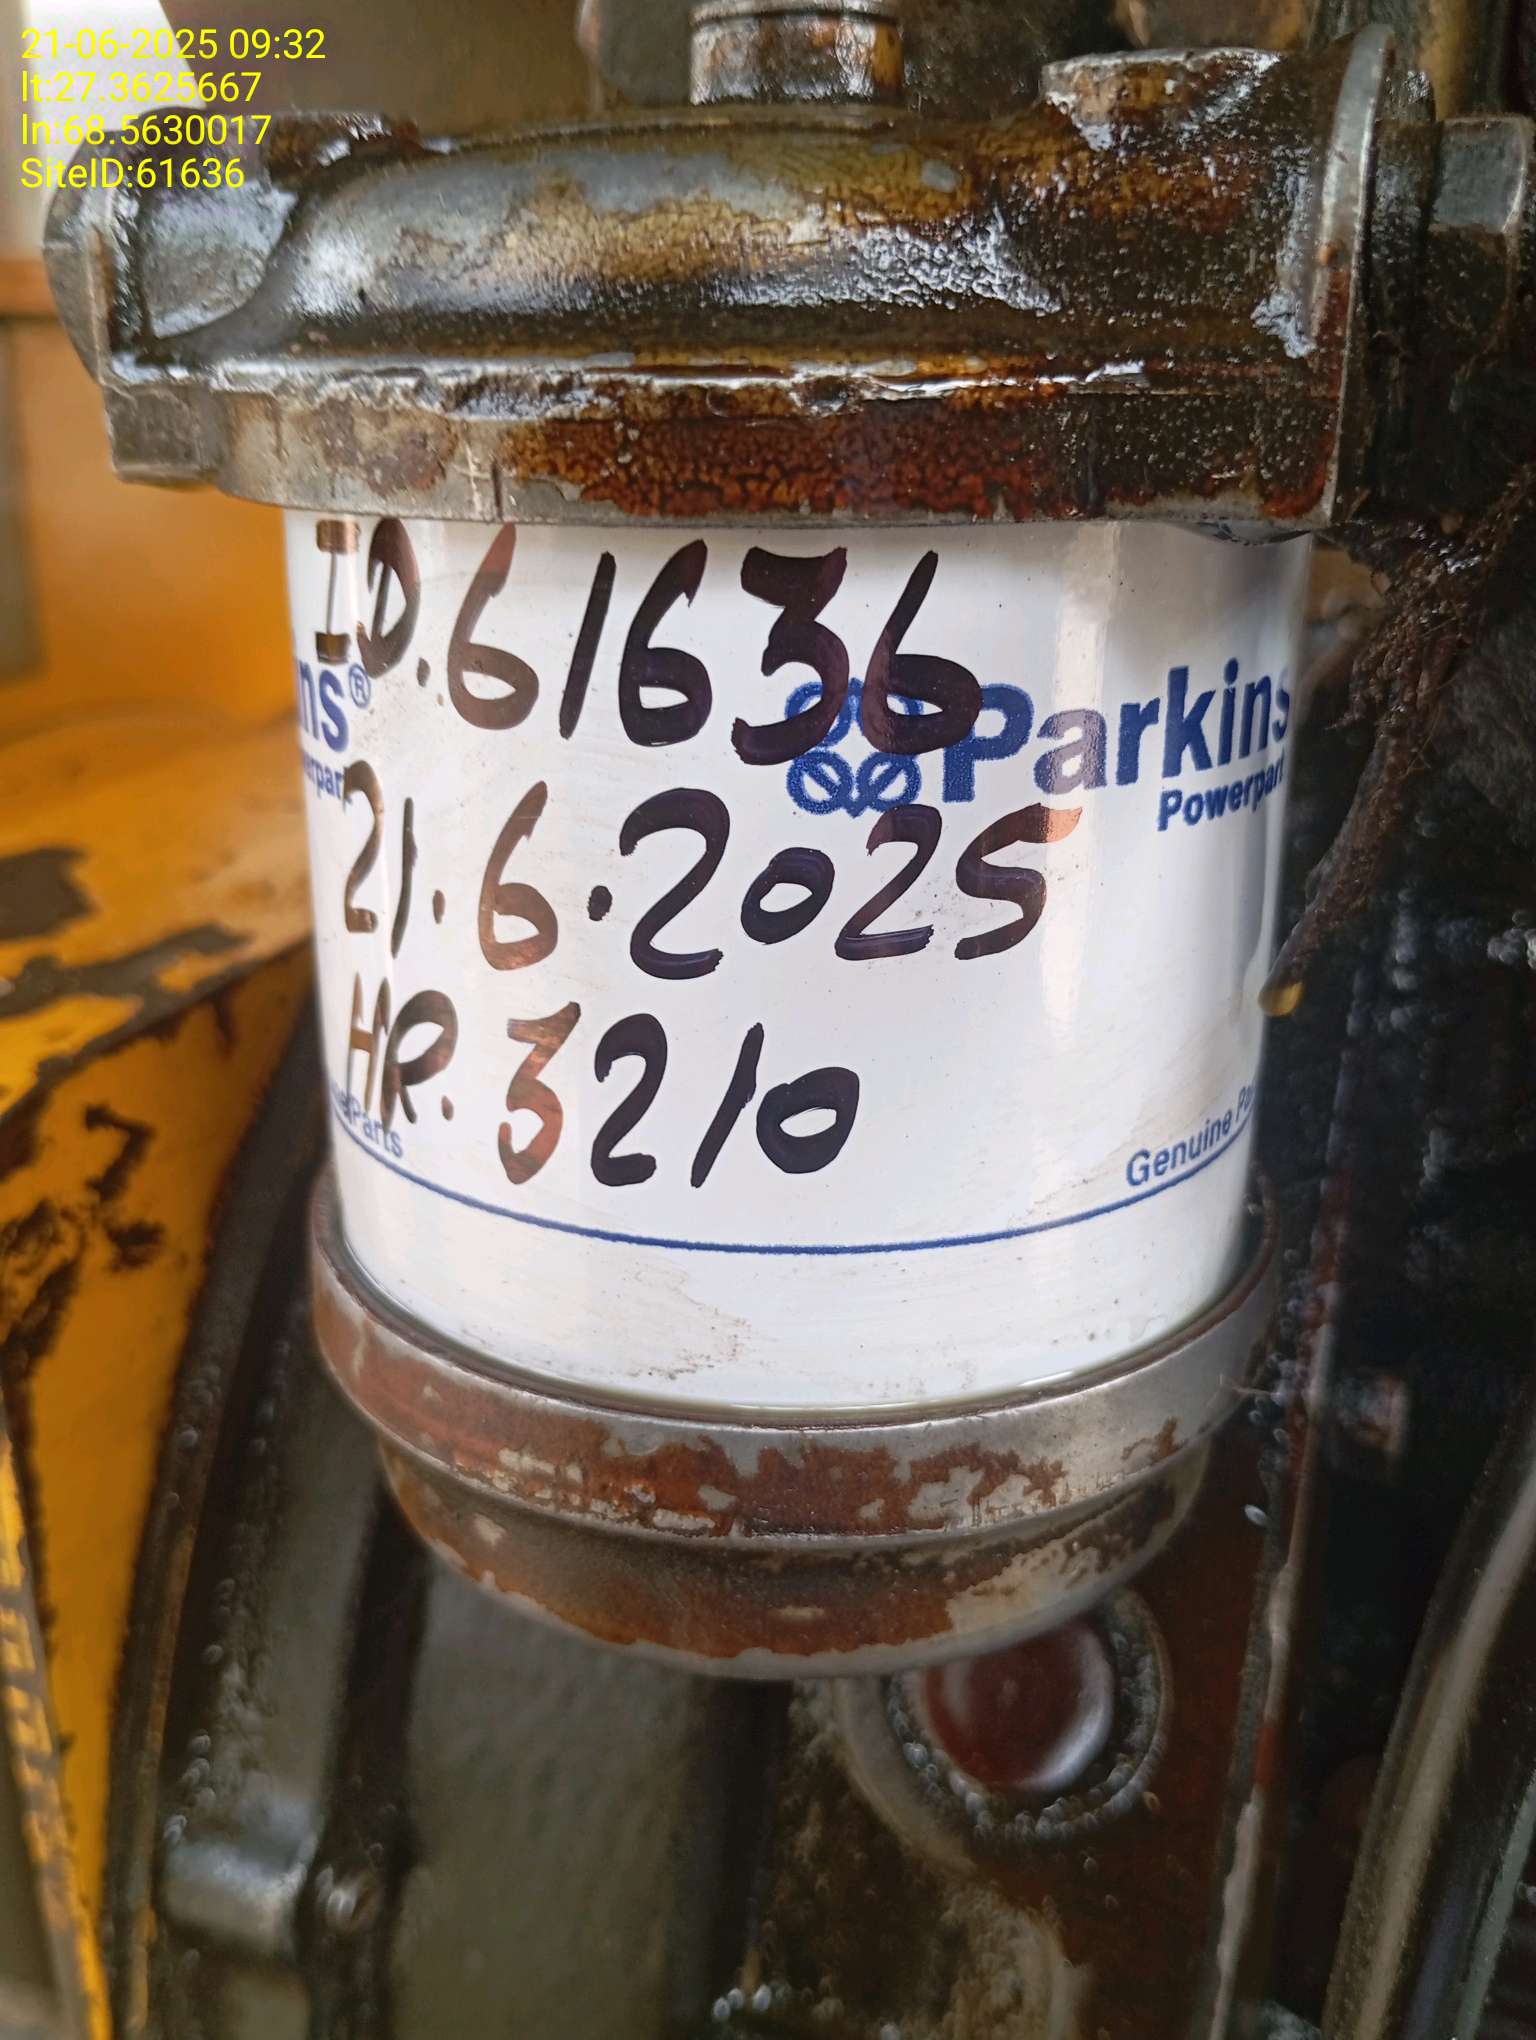 21-06-2025 09:32
lt:27.3625667
ln:68.5630017
SiteID:61636
ID.61636
Parkins
Powerpart
21.6.2025
HR. 3210
Genuine